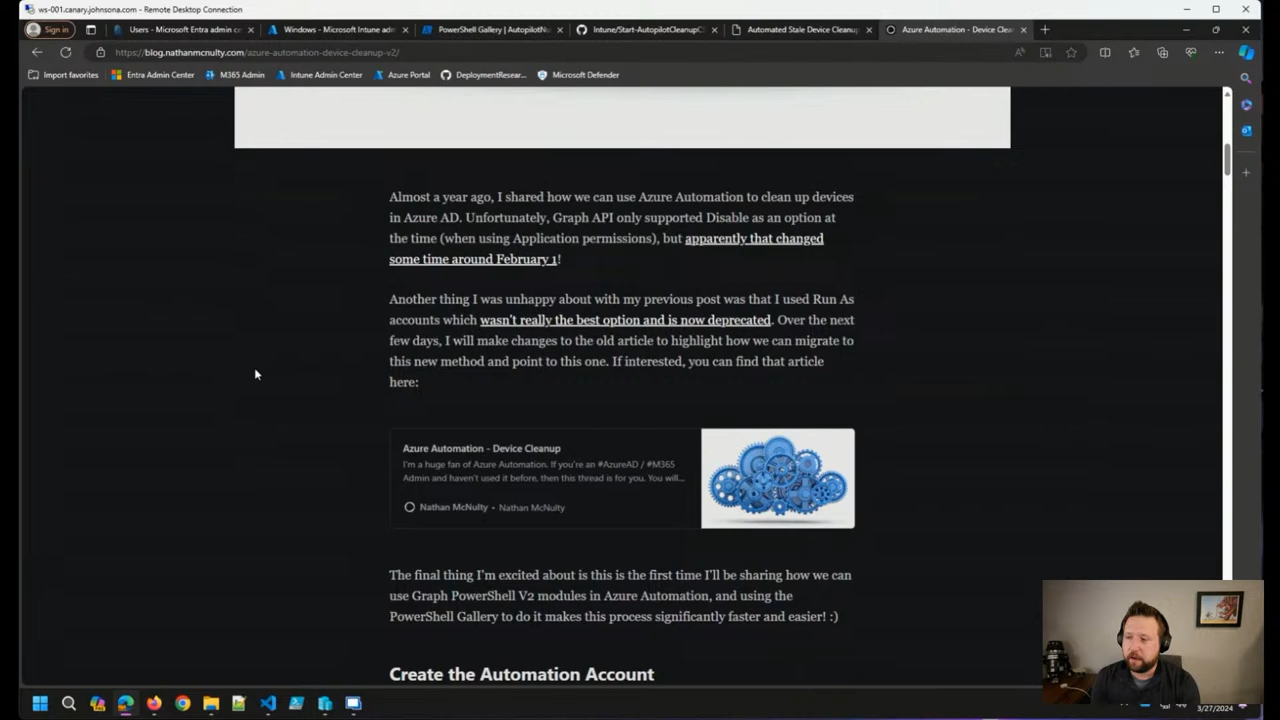 ws-001.canary.johnsona.com - Remote Desktop Connection
Sign in
Users - Microsoft Entra admin ce
Windows - Microsoft Intune adm
PowerShell Gallery | AutopilotNu
Intune/Start-AutopilotCleanupCS
Automated Stale Device Cleanup
Azure Automation - Device Clea
https://blog.nathanmcnulty.com/azure-automation-device-cleanup-v2/
Import favorites
Entra Admin Center
M365 Admin
Intune Admin Center
Azure Portal
DeploymentResear...
Microsoft Defender
Almost a year ago, I shared how we can use Azure Automation to clean up devices
in Azure AD. Unfortunately, Graph API only supported Disable as an option at
the time (when using Application permissions), but apparently that changed
some time around February 1!
Another thing I was unhappy about with my previous post was that I used Run As
accounts which wasn't really the best option and is now deprecated. Over the next
few days, I will make changes to the old article to highlight how we can migrate to
this new method and point to this one. If interested, you can find that article
here:
Azure Automation - Device Cleanup
I'm a huge fan of Azure Automation. If you're an #AzureAD / #M365
Admin and haven't used it before, then this thread is for you. You will...
Nathan McNulty • Nathan McNulty
The final thing I'm excited about is this is the first time I'll be sharing how we can
use Graph PowerShell V2 modules in Azure Automation, and using the
PowerShell Gallery to do it makes this process significantly faster and easier! :)
Create the Automation Account
3/27/2024